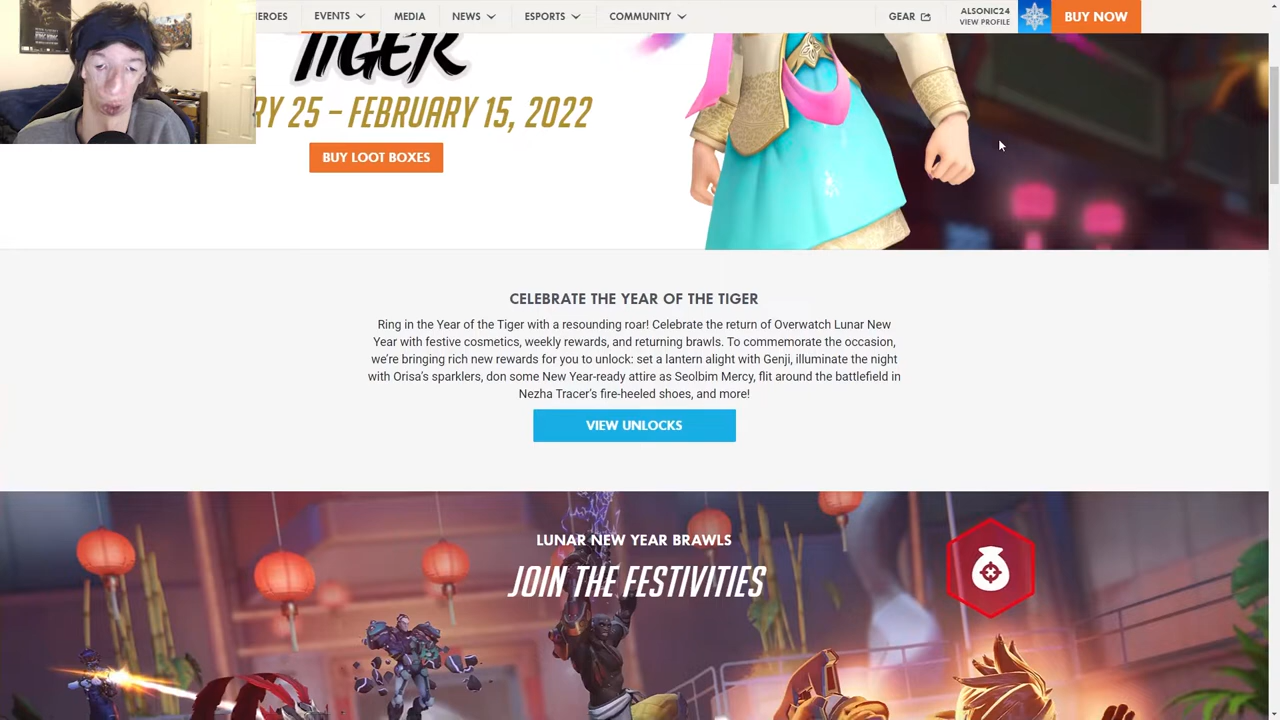 HEROES
EVENTS
MEDIA
NEWS
ESPORTS
COMMUNITY
GEAR
ALSONIC24
VIEW PROFILE
BUY NOW
TIGER
RY 25 – FEBRUARY 15, 2022
BUY LOOT BOXES
CELEBRATE THE YEAR OF THE TIGER
Ring in the Year of the Tiger with a resounding roar! Celebrate the return of Overwatch Lunar New
Year with festive cosmetics, weekly rewards, and returning brawls. To commemorate the occasion,
we're bringing rich new rewards for you to unlock: set a lantern alight with Genji, illuminate the night
with Orisa's sparklers, don some New Year-ready attire as Seolbim Mercy, flit around the battlefield in
Nezha Tracer's fire-heeled shoes, and more!
VIEW UNLOCKS
LUNAR NEW YEAR BRAWLS
JOIN THE FESTIVITIES